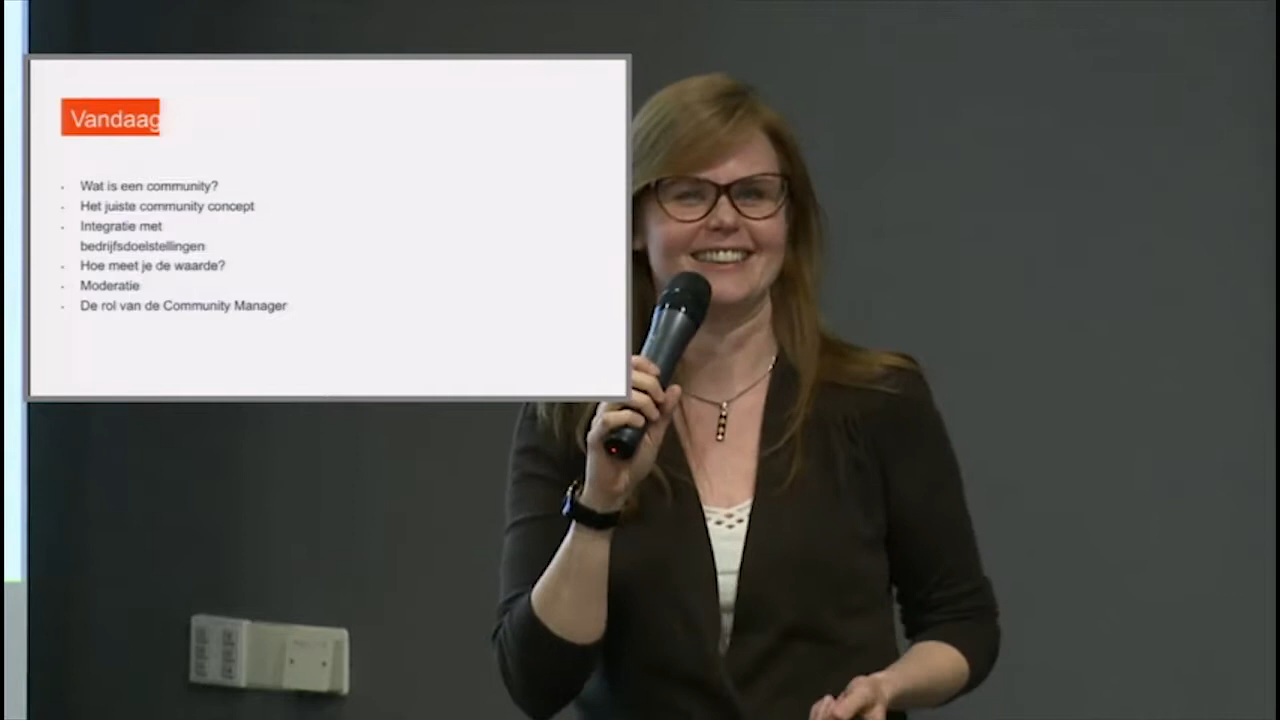 Vandaag
Wat is een community?
Het juiste community concept
Integratie met
bedrijfsdoelstellingen
Hoe meet je de waarde?
Moderatie
De rol van de Community Manager